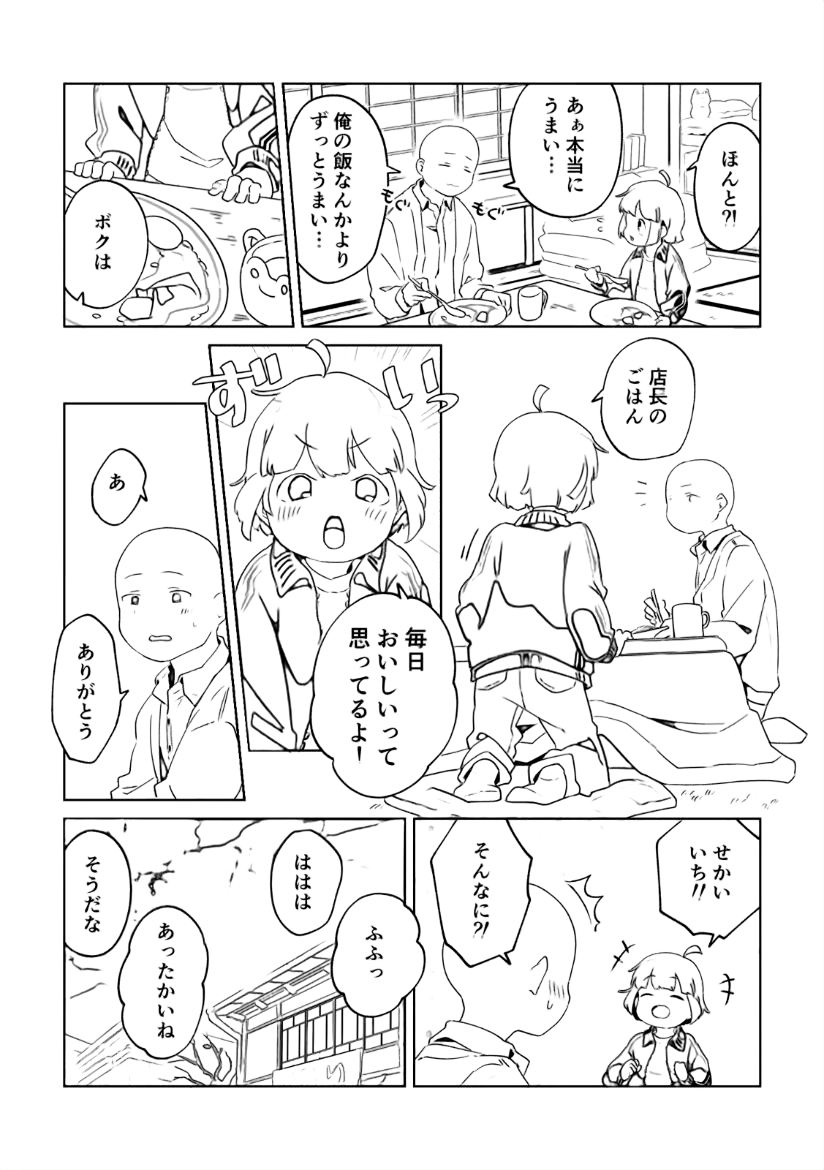 ほんと?!
あぁ本当に
うまい…
もぐ
もぐ
俺の飯なんかより
ずっとうまい…
ボクは
店長の
ごはん
ずいっ
毎日
おいしいって
思ってるよ！
あ
ありがとう
せかい
いち!!
そんなに?!
ははは
ふふっ
あったかいね
そうだな